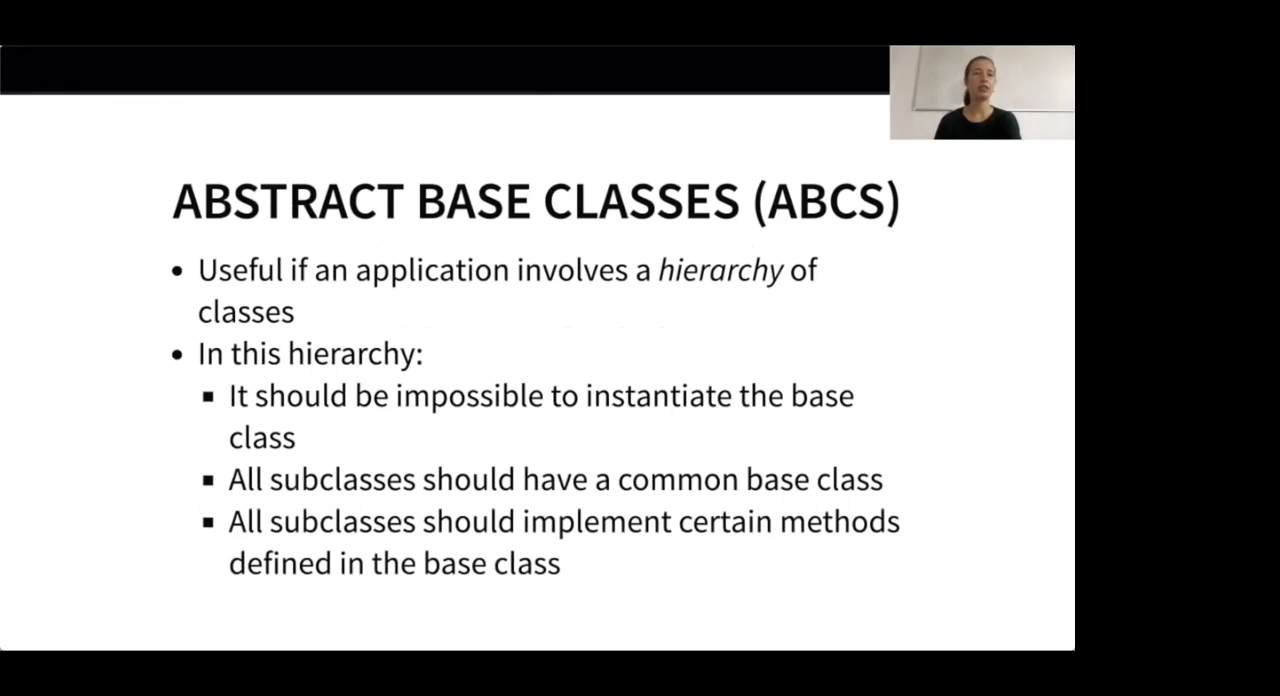 ABSTRACT BASE CLASSES (ABCS)
• Useful if an application involves a hierarchy of
classes
• In this hierarchy:
▪ It should be impossible to instantiate the base
class
▪ All subclasses should have a common base class
▪ All subclasses should implement certain methods
defined in the base class